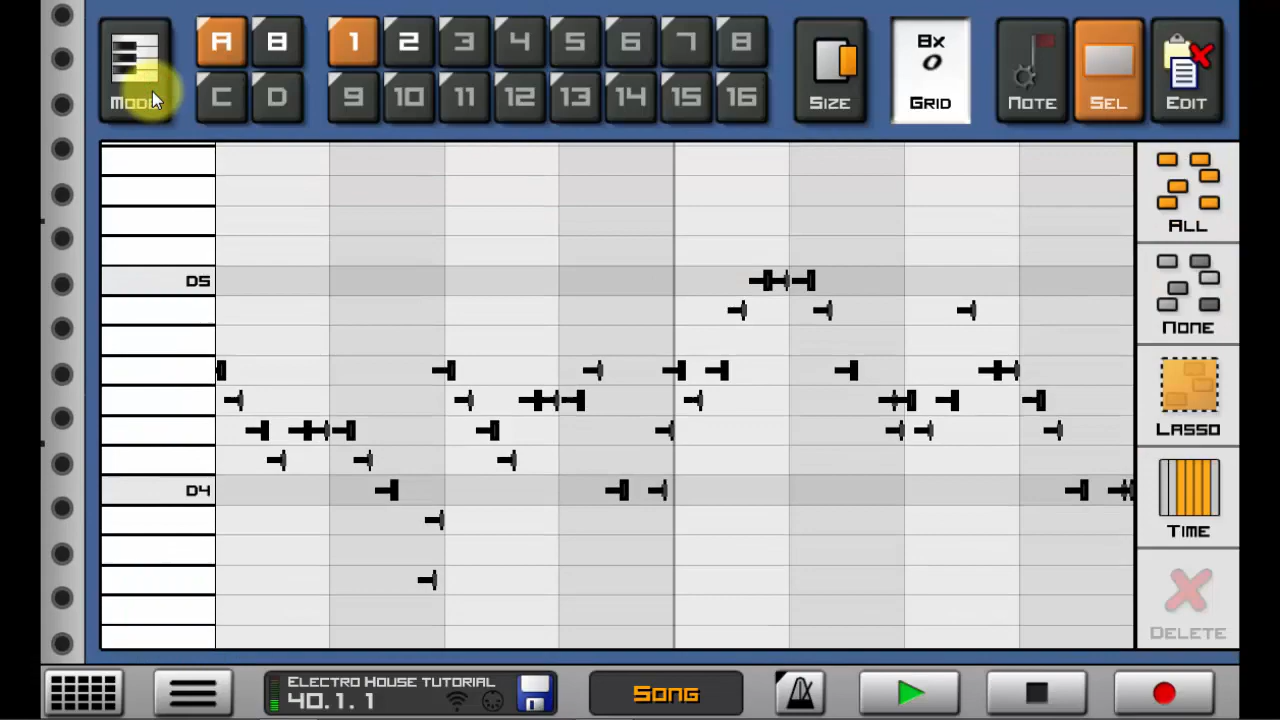 MODE
A B 1 2 3 4 5 6 7 8
C D 9 10 11 12 13 14 15 16
SIZE
8x
GRID
NOTE
SEL
EDIT
ALL
D5
NONE
LASSO
D4
TIME
DELETE
ELECTRO HOUSE TUTORIAL
40.1.1
SONG